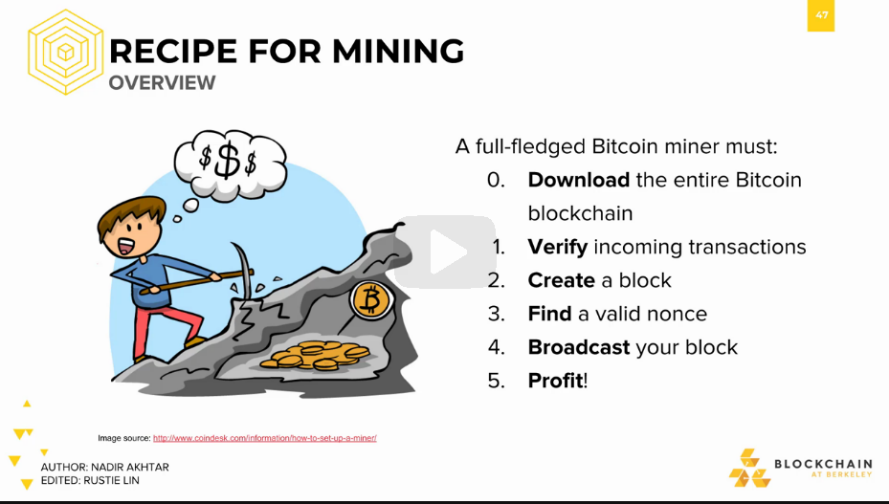 47
RECIPE FOR MINING
OVERVIEW
$ $ $
A full-fledged Bitcoin miner must:
0. Download the entire Bitcoin
blockchain
1. Verify incoming transactions
2. Create a block
3. Find a valid nonce
4. Broadcast your block
5. Profit!
Image source: http://www.coindesk.com/information/how-to-set-up-a-miner/
AUTHOR: NADIR AKHTAR
EDITED: RUSTIE LIN
BLOCKCHAIN
AT BERKELEY